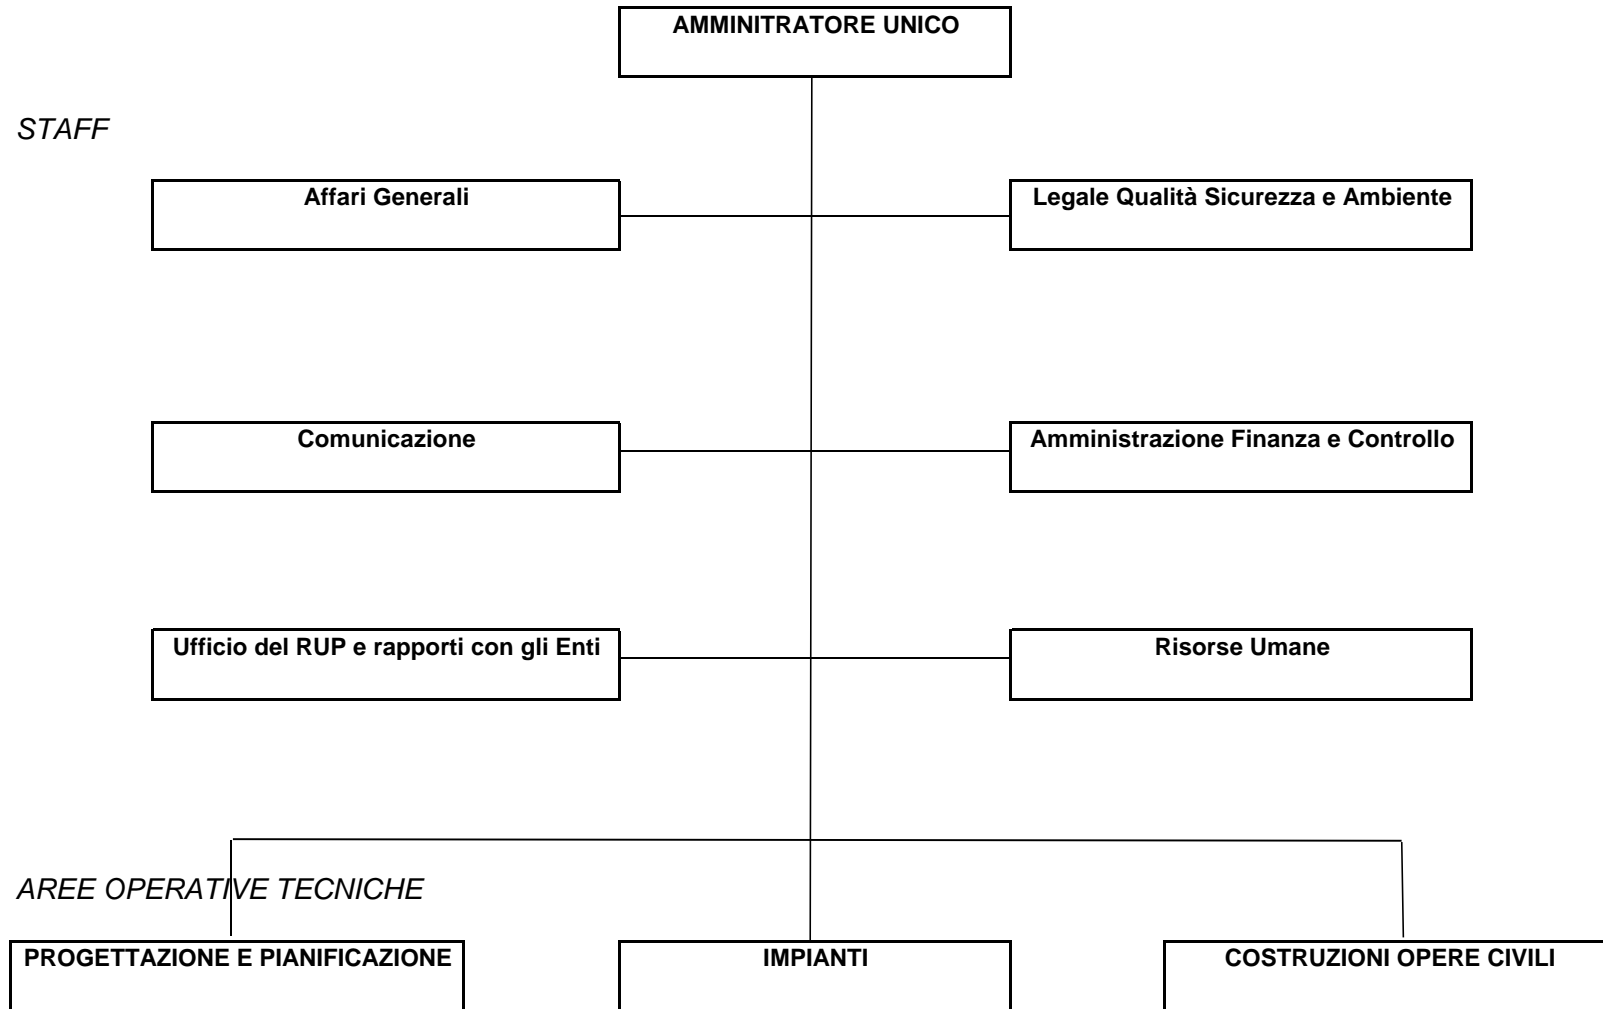 AMMINITRATORE UNICO
STAFF
Affari Generali
Legale Qualità Sicurezza e Ambiente
Comunicazione
Amministrazione Finanza e Controllo
Ufficio del RUP e rapporti con gli Enti
Risorse Umane
AREE OPERATIVE TECNICHE
PROGETTAZIONE E PIANIFICAZIONE
IMPIANTI
COSTRUZIONI OPERE CIVILI